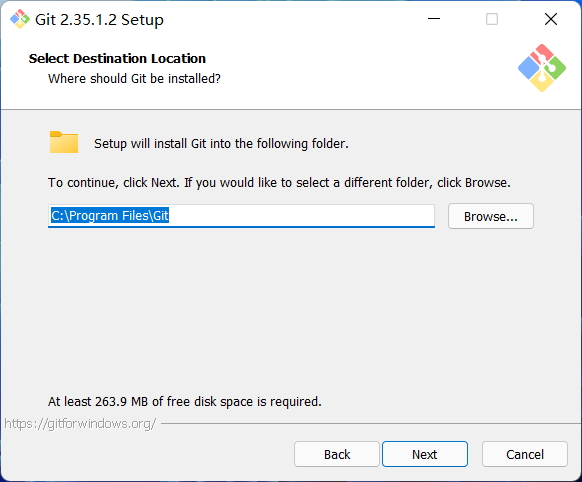 Git 2.35.1.2 Setup
Select Destination Location
Where should Git be installed?
Setup will install Git into the following folder.
To continue, click Next. If you would like to select a different folder, click Browse.
C:\Program Files\Git
Browse...
At least 263.9 MB of free disk space is required.
https://gitforwindows.org/
Back
Next
Cancel